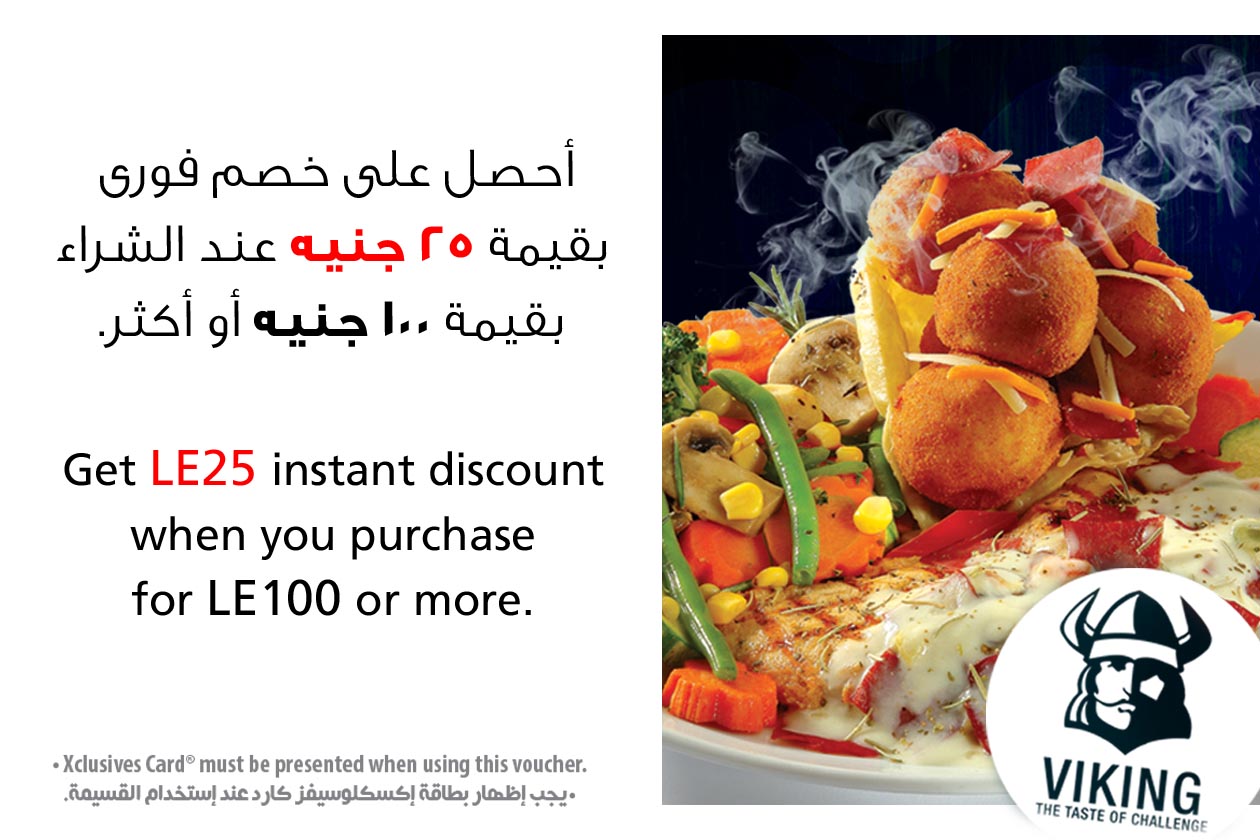 أحصل على خصم فورى
بقيمة ٢٥ جنيه عند الشراء
بقيمة ١٠٠ جنيه أو أكثر.
Get LE25 instant discount
when you purchase
for LE100 or more.
• Xclusives Card® must be presented when using this voucher.
•يجب إظهار بطاقة إكسكلوسيفز كارد عند إستخدام القسيمة.
VIKING
THE TASTE OF CHALLENGE